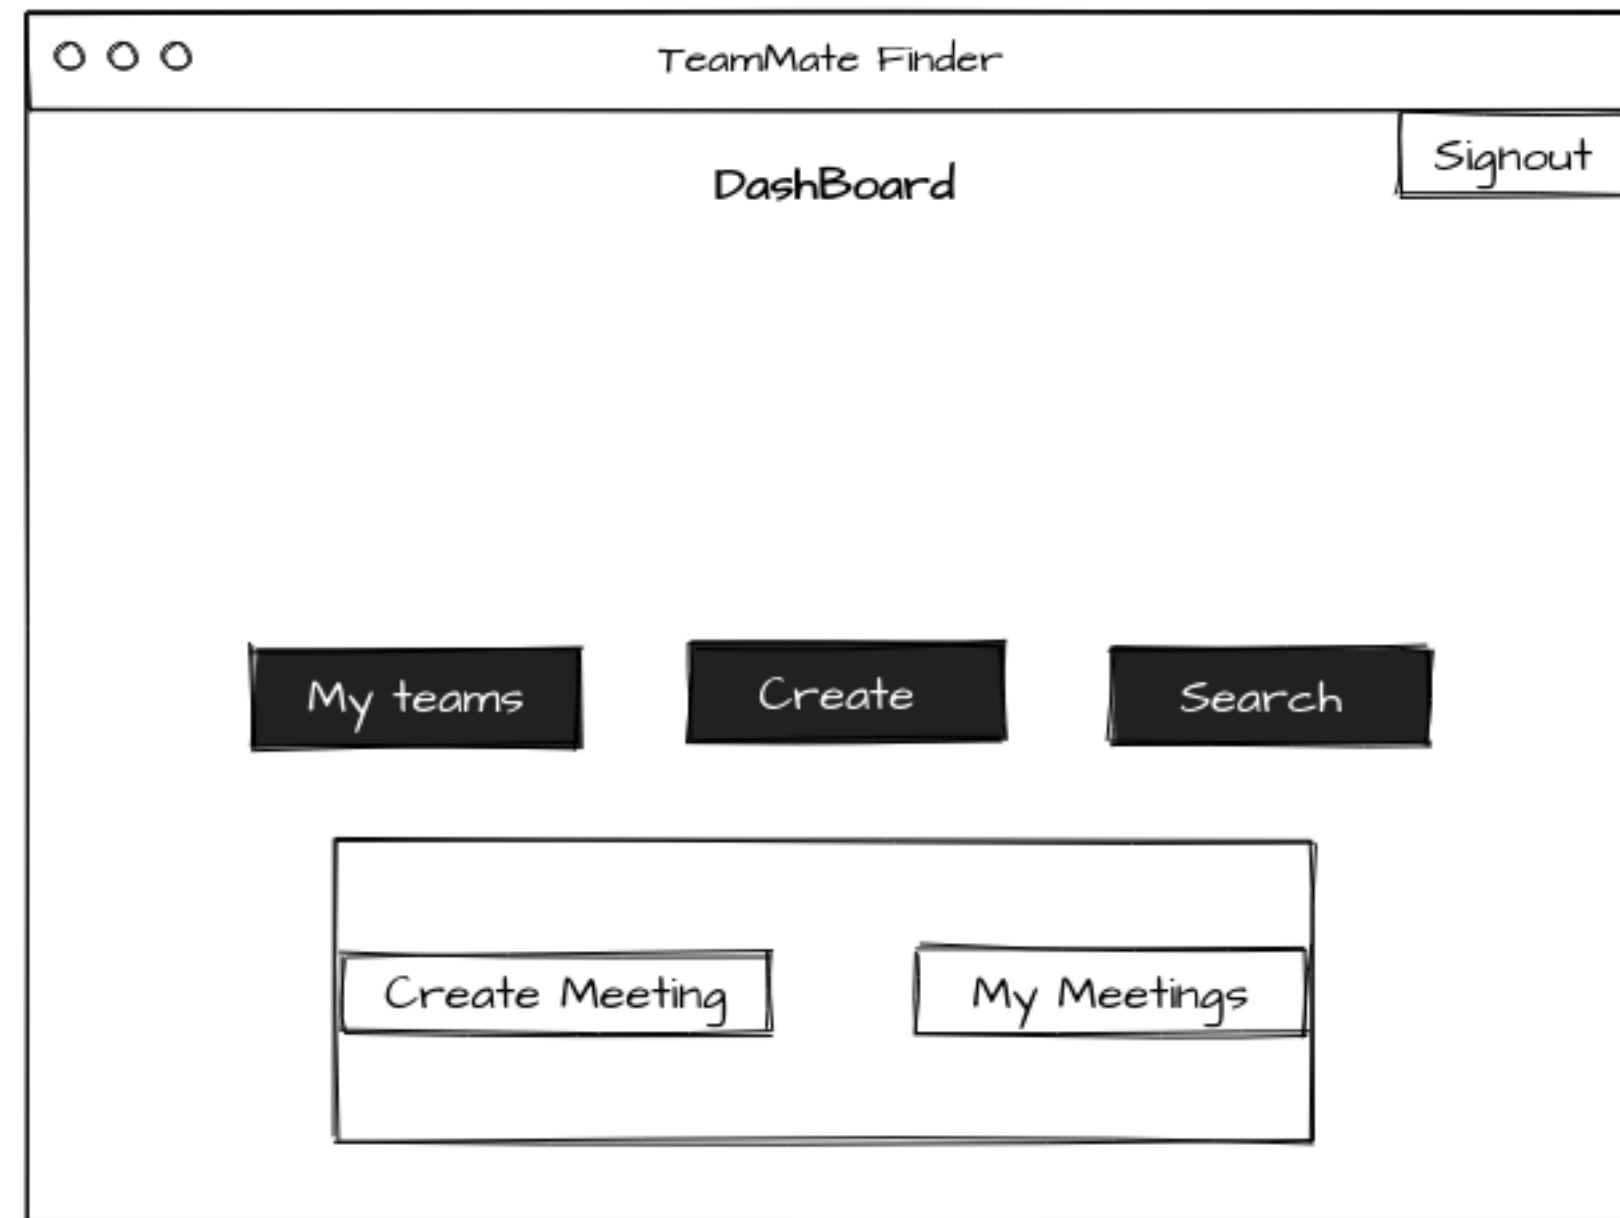 TeamMate Finder
Signout
DashBoard
My teams
Create
Search
Create Meeting
My Meetings